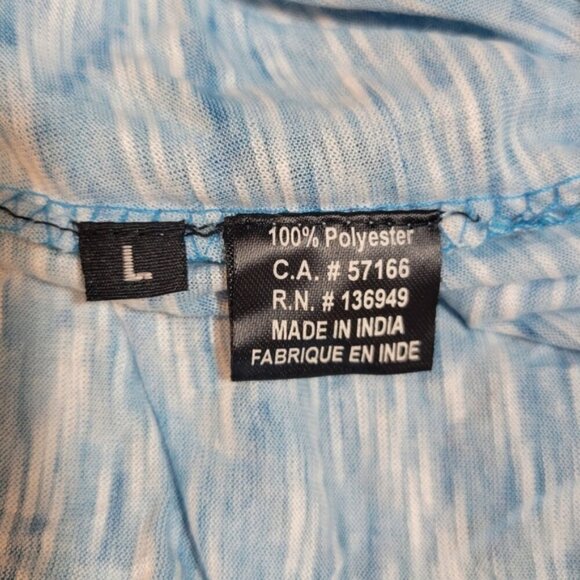 L
100% Polyester
C.A. # 57166
R.N. # 136949
MADE IN INDIA
FABRIQUE EN INDE